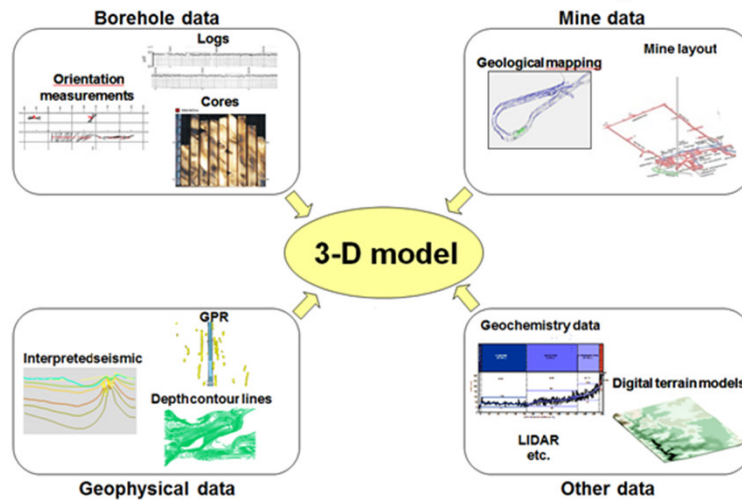 Borehole data
Logs
Orientation
measurements
Cores
Mine data
Geological mapping
Mine layout
3-D model
GPR
Interpretedseismic
Depth contour lines
Geophysical data
Geochemistry data
Digital terrain models
LIDAR
etc.
Other data